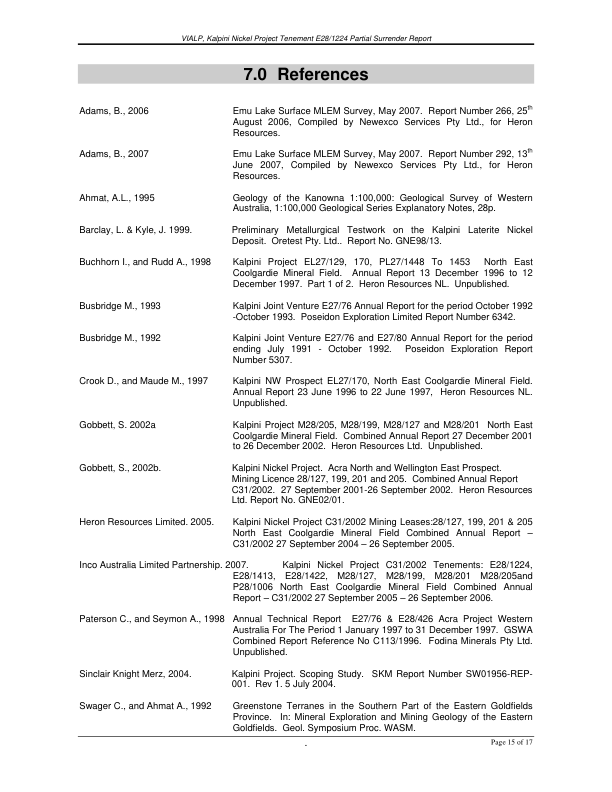 VIALP, Kalpini Nickel Project Tenement E28/1224 Partial Surrender Report
7.0 References
Adams, B., 2006 Emu Lake Surface MLEM Survey, May 2007. Report Number 266, 25th
August 2006, Compiled by Newexco Services Pty Ltd., for Heron
Resources.
Adams, B., 2007 Emu Lake Surface MLEM Survey, May 2007. Report Number 292, 13th
June 2007, Compiled by Newexco Services Pty Ltd., for Heron
Resources.
Ahmat, A.L., 1995 Geology of the Kanowna 1:100,000: Geological Survey of Western
Australia, 1:100,000 Geological Series Explanatory Notes, 28p.
Barclay, L. & Kyle, J. 1999. Preliminary Metallurgical Testwork on the Kalpini Laterite Nickel
Deposit. Oretest Pty. Ltd.. Report No. GNE98/13.
Buchhorn I., and Rudd A., 1998 Kalpini Project EL27/129, 170, PL27/1448 To 1453 North East
Coolgardie Mineral Field. Annual Report 13 December 1996 to 12
December 1997. Part 1 of 2. Heron Resources NL. Unpublished.
Busbridge M., 1993 Kalpini Joint Venture E27/76 Annual Report for the period October 1992
-October 1993. Poseidon Exploration Limited Report Number 6342.
Busbridge M., 1992 Kalpini Joint Venture E27/76 and E27/80 Annual Report for the period
ending July 1991 - October 1992. Poseidon Exploration Report
Number 5307.
Crook D., and Maude M., 1997 Kalpini NW Prospect EL27/170, North East Coolgardie Mineral Field.
Annual Report 23 June 1996 to 22 June 1997, Heron Resources NL.
Unpublished.
Gobbett, S. 2002a Kalpini Project M28/205, M28/199, M28/127 and M28/201 North East
Coolgardie Mineral Field. Combined Annual Report 27 December 2001
to 26 December 2002. Heron Resources Ltd. Unpublished.
Gobbett, S., 2002b. Kalpini Nickel Project. Acra North and Wellington East Prospect.
Mining Licence 28/127, 199, 201 and 205. Combined Annual Report
C31/2002. 27 September 2001-26 September 2002. Heron Resources
Ltd. Report No. GNE02/01.
Heron Resources Limited. 2005. Kalpini Nickel Project C31/2002 Mining Leases:28/127, 199, 201 & 205
North East Coolgardie Mineral Field Combined Annual Report –
C31/2002 27 September 2004 – 26 September 2005.
Inco Australia Limited Partnership. 2007. Kalpini Nickel Project C31/2002 Tenements: E28/1224,
E28/1413, E28/1422, M28/127, M28/199, M28/201 M28/205and
P28/1006 North East Coolgardie Mineral Field Combined Annual
Report – C31/2002 27 September 2005 – 26 September 2006.
Paterson C., and Seymon A., 1998 Annual Technical Report E27/76 & E28/426 Acra Project Western
Australia For The Period 1 January 1997 to 31 December 1997. GSWA
Combined Report Reference No C113/1996. Fodina Minerals Pty Ltd.
Unpublished.
Sinclair Knight Merz, 2004. Kalpini Project. Scoping Study. SKM Report Number SW01956-REP-
001. Rev 1. 5 July 2004.
Swager C., and Ahmat A., 1992 Greenstone Terranes in the Southern Part of the Eastern Goldfields
Province. In: Mineral Exploration and Mining Geology of the Eastern
Goldfields. Geol. Symposium Proc. WASM.
- Page 15 of 17